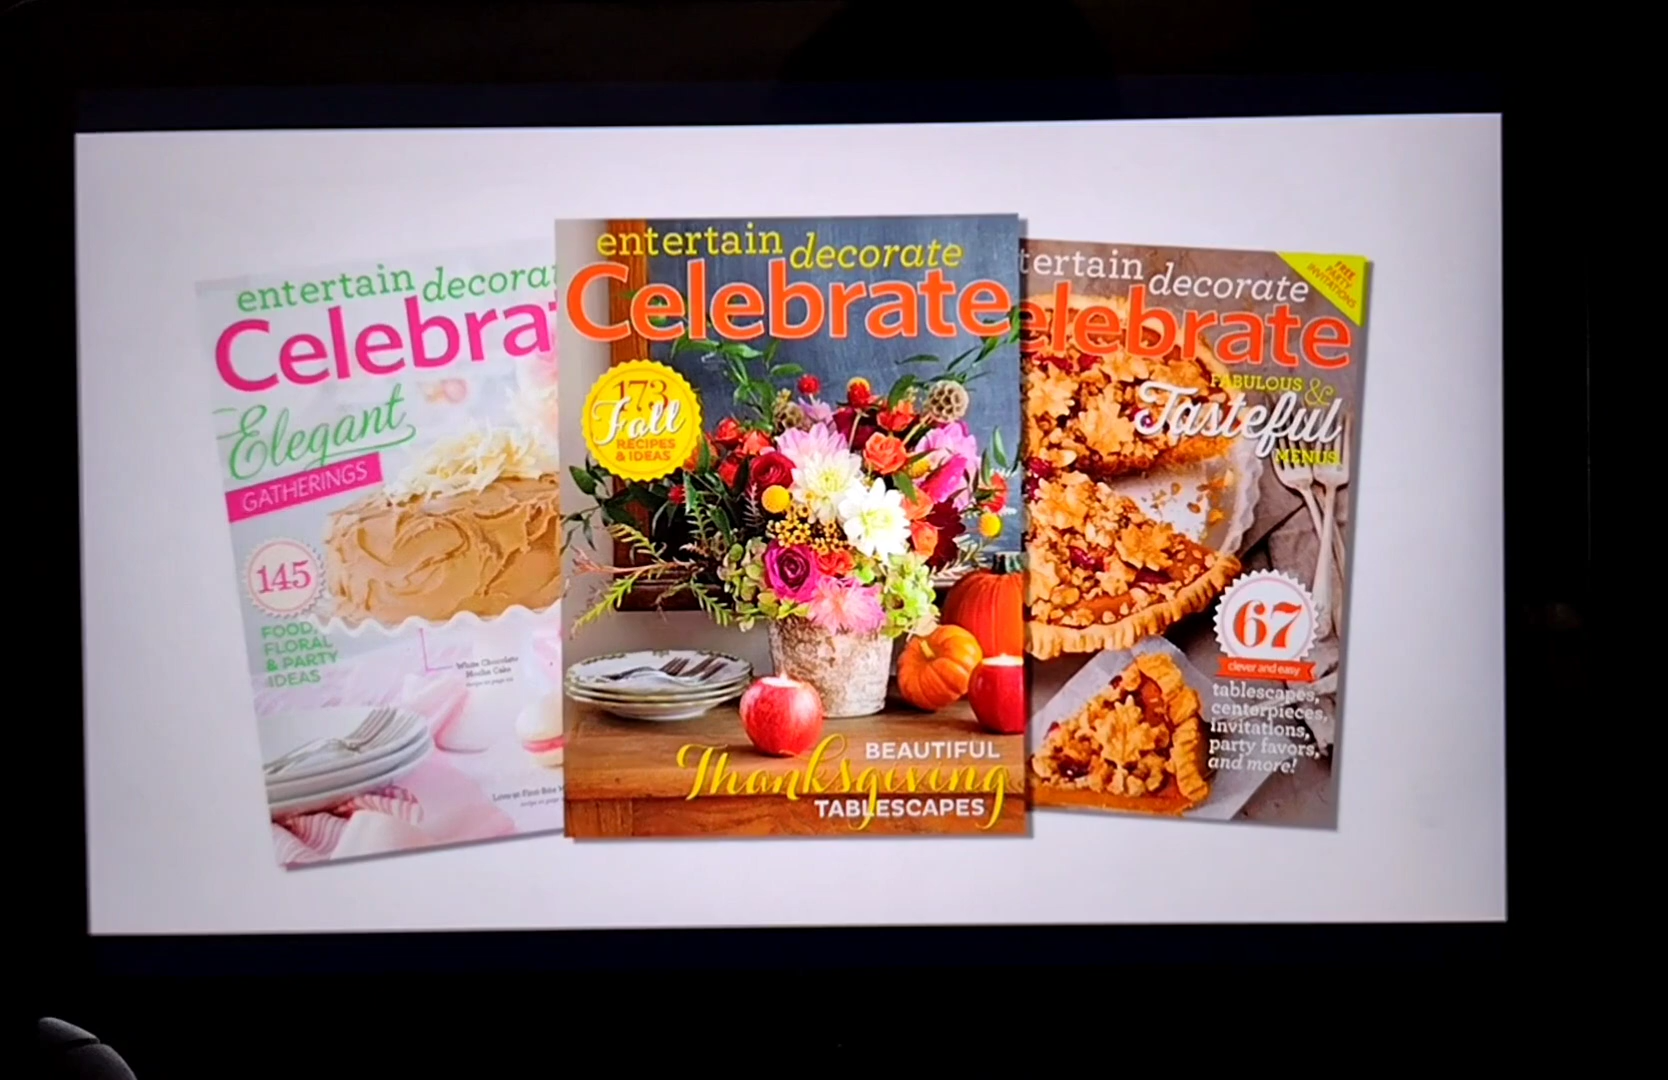 entertain decorat
Celebra
Elegant
GATHERINGS
145
FOOD,
FLORAL
& PARTY
IDEAS
White Chocolate
Mocha Cake
entertain decorate
Celebrate
173
Fall
RECIPES
& IDEAS
BEAUTIFUL
Thanksgiving
TABLESCAPES
tertain decorate
elebrate
FREE
PARTY
INVITATIONS
FABULOUS &
Tasteful
MENUS
67
clever and easy
tablescapes,
centerpieces,
invitations,
party favors,
and more!